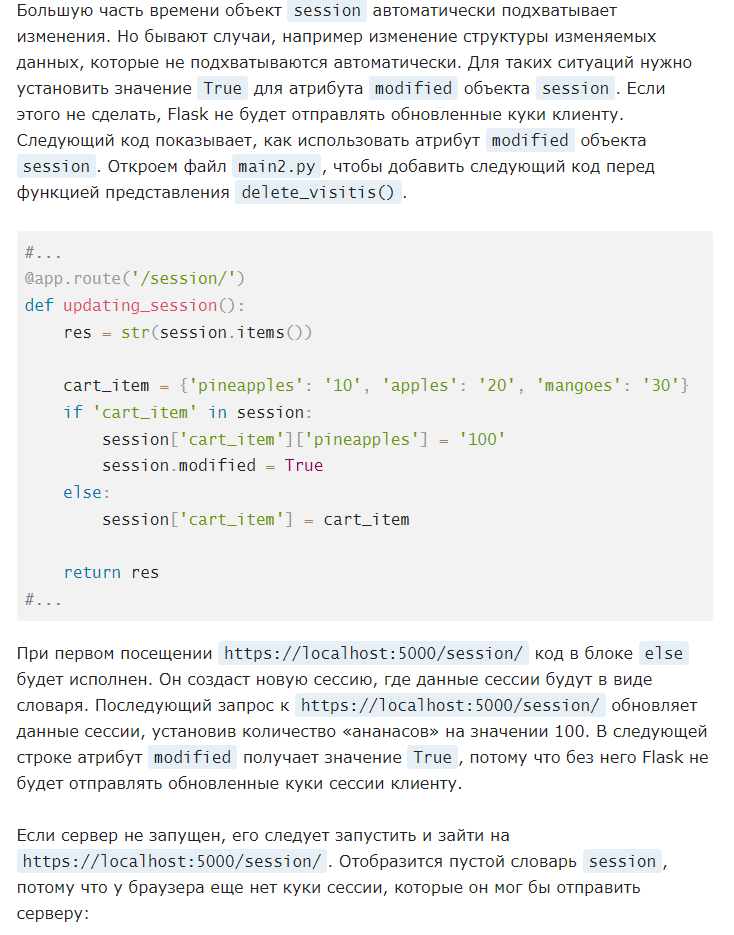 Большую часть времени объект session автоматически подхватывает
изменения. Но бывают случаи, например изменение структуры изменяемых
данных, которые не подхватываются автоматически. Для таких ситуаций нужно
установить значение True для атрибута modified объекта session. Если
этого не сделать, Flask не будет отправлять обновленные куки клиенту.
Следующий код показывает, как использовать атрибут modified объекта
session. Откроем файл main2.py, чтобы добавить следующий код перед
функцией представления delete_visitis().
#...
@app.route('/session/')
def updating_session():
    res = str(session.items())
    cart_item = {'pineapples': '10', 'apples': '20', 'mangoes': '30'}
    if 'cart_item' in session:
        session['cart_item']['pineapples'] = '100'
        session.modified = True
    else:
        session['cart_item'] = cart_item
    return res
#...
При первом посещении https://localhost:5000/session/ код в блоке else
будет исполнен. Он создаст новую сессию, где данные сессии будут в виде
словаря. Последующий запрос к https://localhost:5000/session/ обновляет
данные сессии, установив количество «ананасов» на значении 100. В следующей
строке атрибут modified получает значение True, потому что без него Flask не
будет отправлять обновленные куки сессии клиенту.
Если сервер не запущен, его следует запустить и зайти на
https://localhost:5000/session/. Отобразится пустой словарь session,
потому что у браузера еще нет куки сессии, которые он мог бы отправить
серверу: